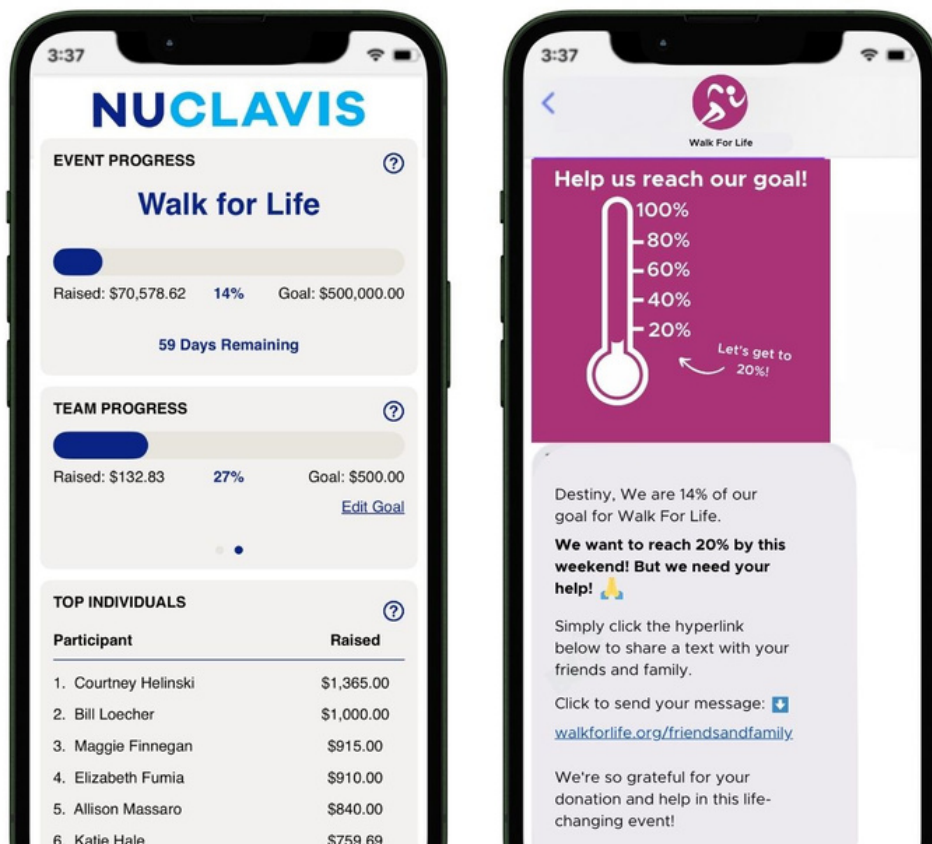 3:37
NUCLAVIS
EVENT PROGRESS
Walk for Life
Raised: $70,578.62 14% Goal: $500,000.00
59 Days Remaining
TEAM PROGRESS
Raised: $132.83 27% Goal: $500.00
Edit Goal
TOP INDIVIDUALS
Participant Raised
1. Courtney Helinski $1,365.00
2. Bill Loecher $1,000.00
3. Maggie Finnegan $915.00
4. Elizabeth Fumia $910.00
5. Allison Massaro $840.00
6. Katie Hale $759.69
3:37
Walk For Life
Help us reach our goal!
100%
80%
60%
40%
20%
Let's get to
20%!
Destiny, We are 14% of our
goal for Walk For Life.
We want to reach 20% by this
weekend! But we need your
help! 🙏
Simply click the hyperlink
below to share a text with your
friends and family.
Click to send your message: ⬇️
walkforlife.org/friendsandfamily
We're so grateful for your
donation and help in this life-
changing event!